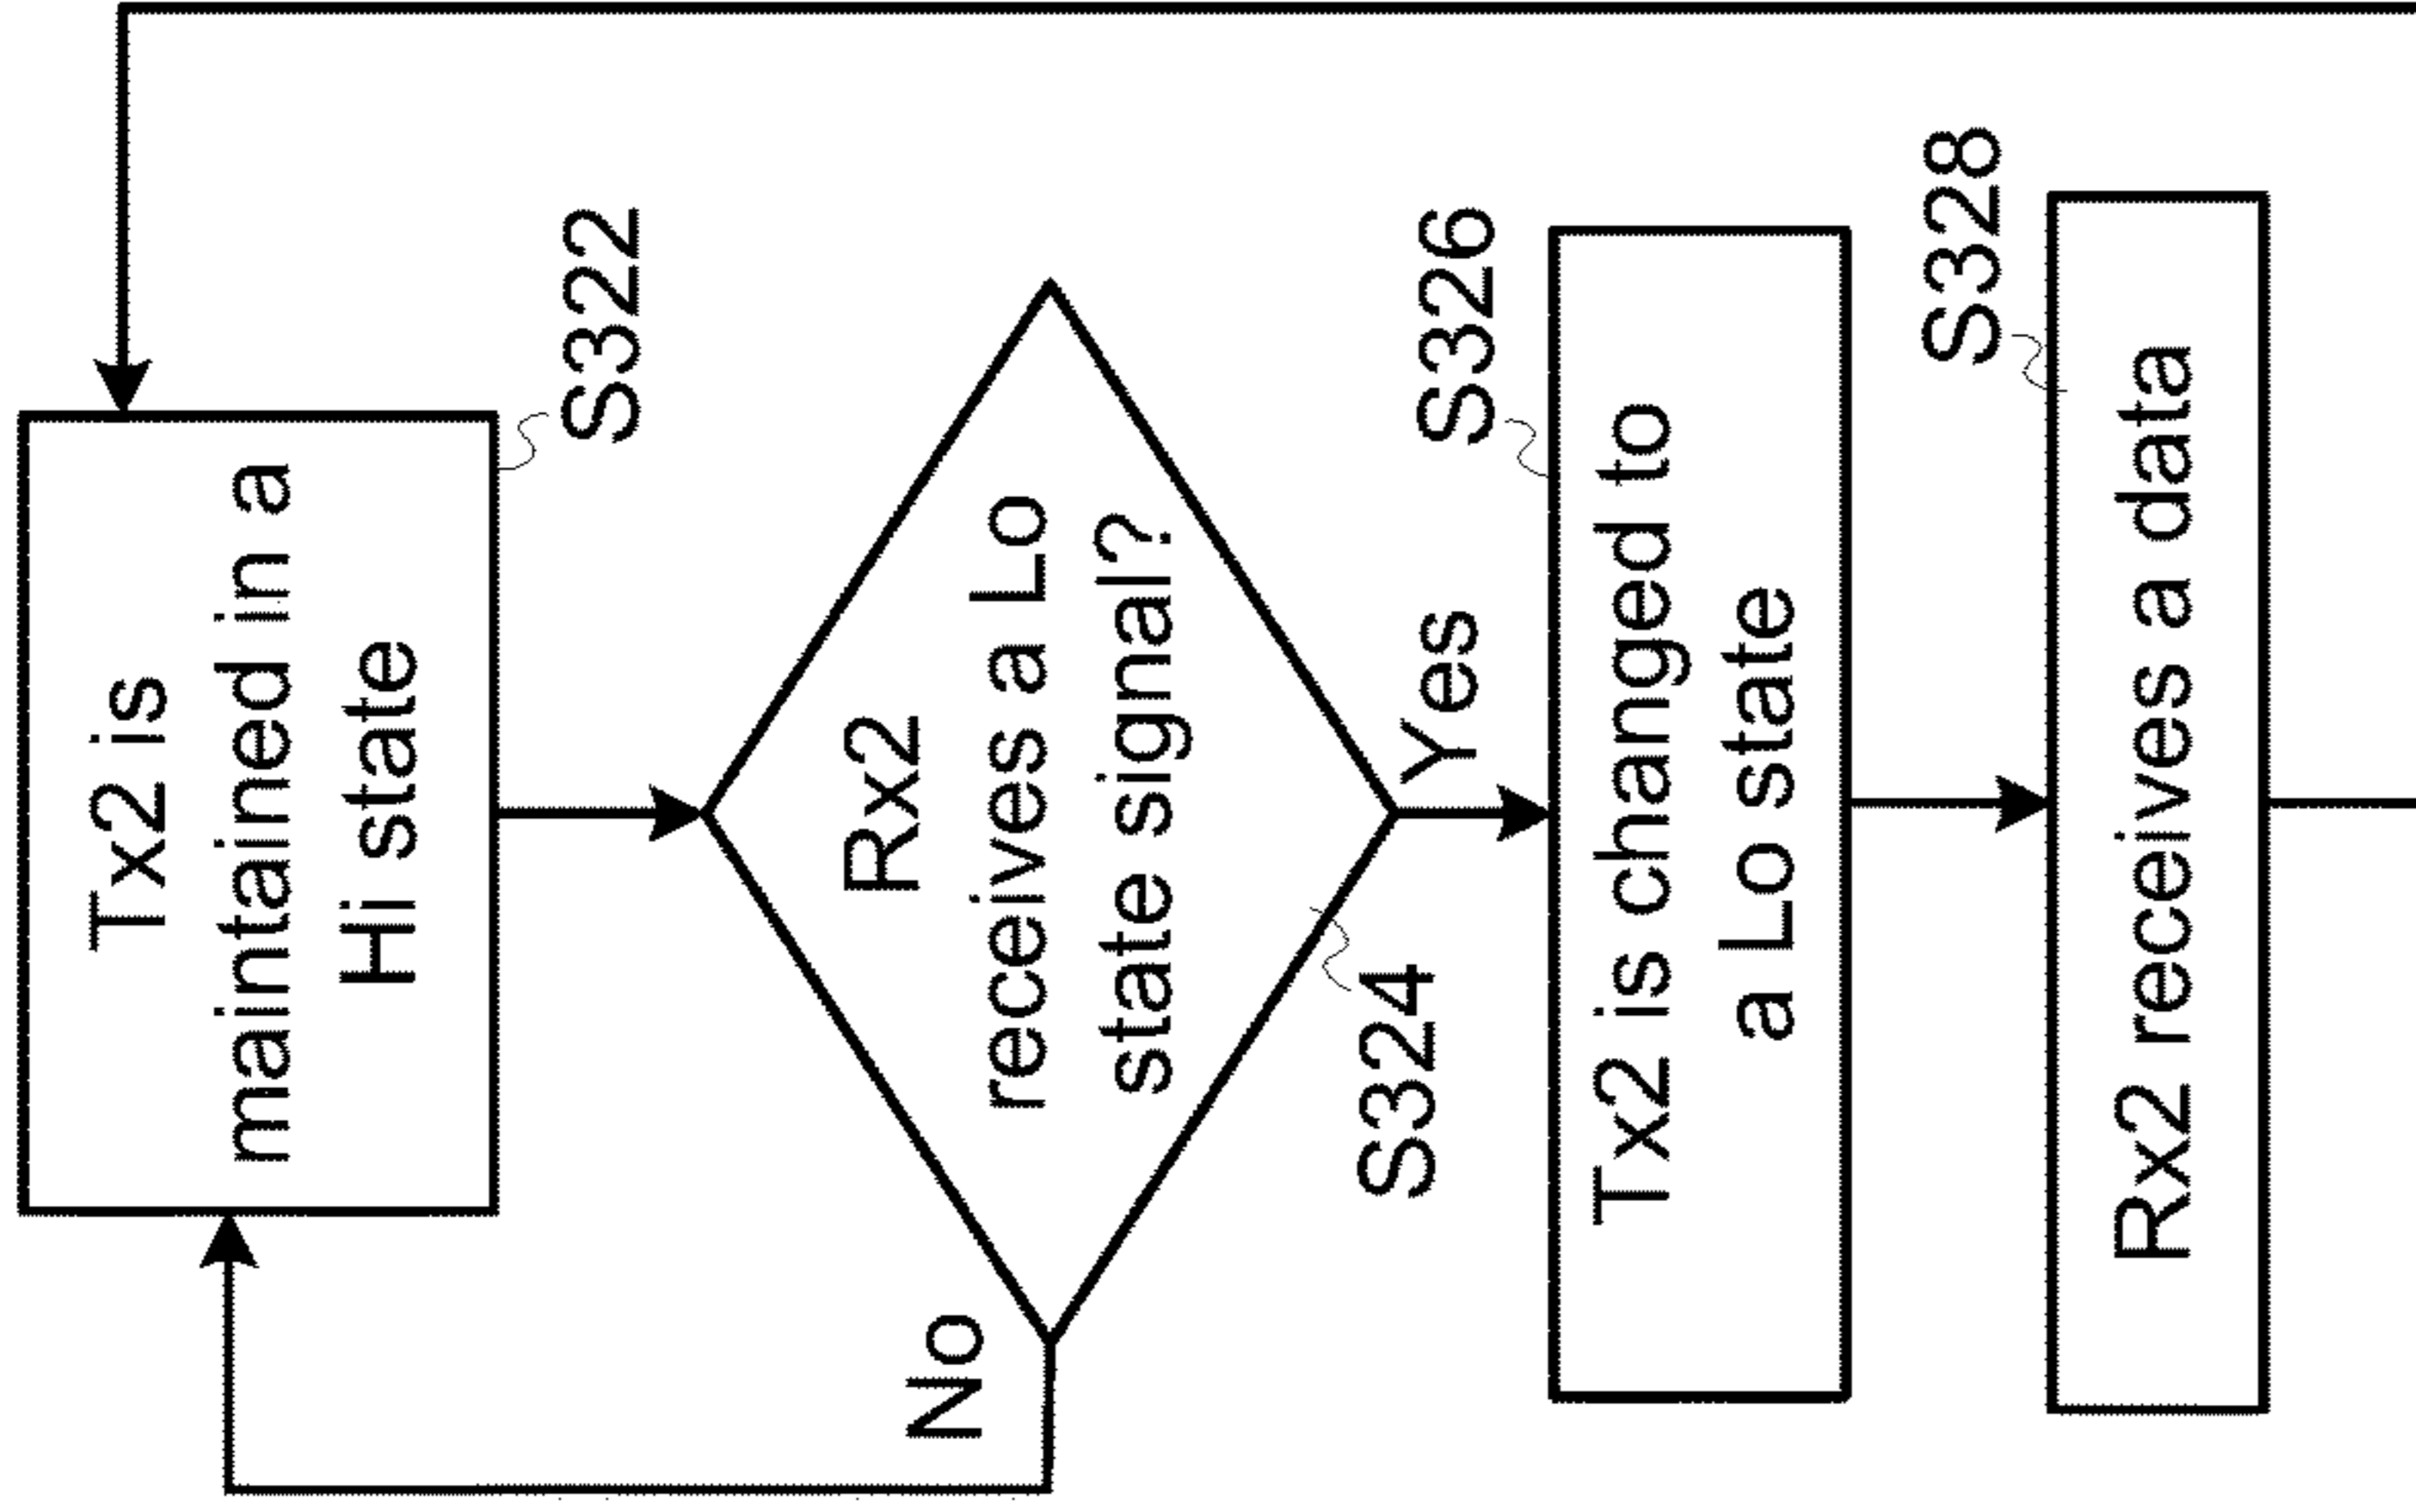 Tx2 is
maintained in a
Hi state
S322
Rx2
receives a Lo
state signal?
No
S324
Yes
S326
Tx2 is changed to
a Lo state
S328
Rx2 receives a data